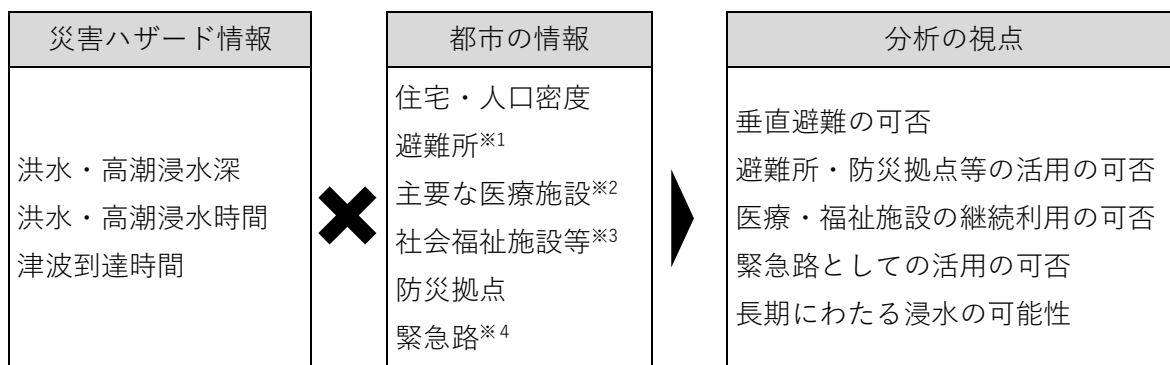 災害ハザード情報
洪水・高潮浸水深
洪水・高潮浸水時間
津波到達時間
都市の情報
住宅・人口密度
避難所※1
主要な医療施設※2
社会福祉施設等※3
防災拠点
緊急路※4
分析の視点
垂直避難の可否
避難所・防災拠点等の活用の可否
医療・福祉施設の継続利用の可否
緊急路としての活用の可否
長期にわたる浸水の可能性